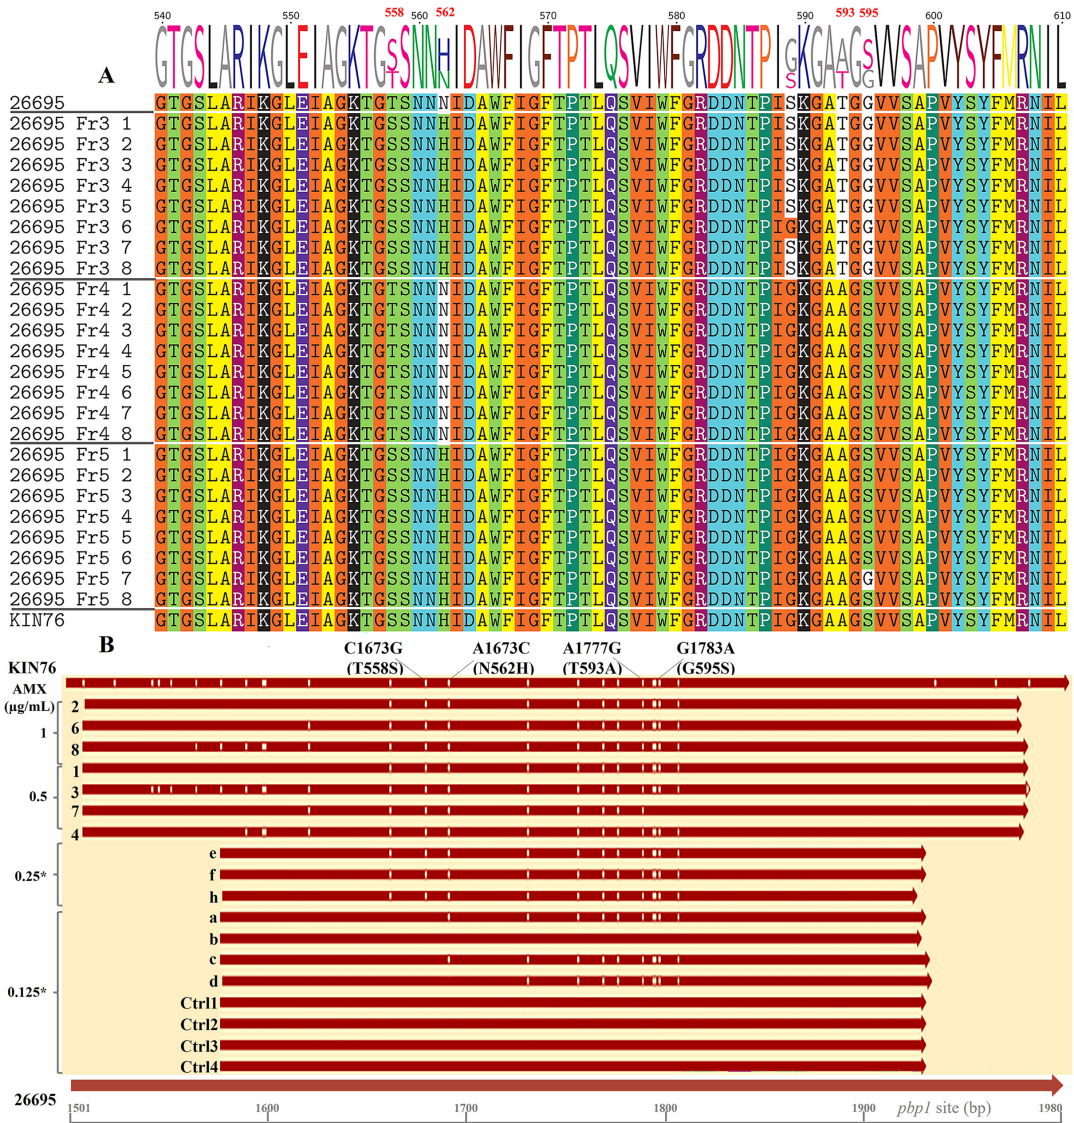 540 550 558 560 562 570 580 590 593 595 600 610
GTGSLARIKGLEIAGKTGSSNNHIDAWFIGFTPTLQSVIWFGRDDNTPIGKGAAGSVVSAPVYSYFMRNIL
T N S T G
A
26695 GTGSLARIKGLEIAGKTGTSNNNIDAWFIGFTPTLQSVIWFGRDDNTPISKGATGGVVSAPVYSYFMRNIL
26695 Fr3 1 GTGSLARIKGLEIAGKTGSSNNHIDAWFIGFTPTLQSVIWFGRDDNTPISKGATGGVVSAPVYSYFMRNIL
26695 Fr3 2 GTGSLARIKGLEIAGKTGSSNNHIDAWFIGFTPTLQSVIWFGRDDNTPISKGATGGVVSAPVYSYFMRNIL
26695 Fr3 3 GTGSLARIKGLEIAGKTGSSNNHIDAWFIGFTPTLQSVIWFGRDDNTPISKGATGGVVSAPVYSYFMRNIL
26695 Fr3 4 GTGSLARIKGLEIAGKTGSSNNHIDAWFIGFTPTLQSVIWFGRDDNTPISKGATGGVVSAPVYSYFMRNIL
26695 Fr3 5 GTGSLARIKGLEIAGKTGSSNNHIDAWFIGFTPTLQSVIWFGRDDNTPISKGATGGVVSAPVYSYFMRNIL
26695 Fr3 6 GTGSLARIKGLEIAGKTGSSNNHIDAWFIGFTPTLQSVIWFGRDDNTPIGKGATGGVVSAPVYSYFMRNIL
26695 Fr3 7 GTGSLARIKGLEIAGKTGSSNNHIDAWFIGFTPTLQSVIWFGRDDNTPISKGATGGVVSAPVYSYFMRNIL
26695 Fr3 8 GTGSLARIKGLEIAGKTGSSNNHIDAWFIGFTPTLQSVIWFGRDDNTPISKGATGGVVSAPVYSYFMRNIL
26695 Fr4 1 GTGSLARIKGLEIAGKTGTSNNNIDAWFIGFTPTLQSVIWFGRDDNTPIGKGAAGSVVSAPVYSYFMRNIL
26695 Fr4 2 GTGSLARIKGLEIAGKTGTSNNNIDAWFIGFTPTLQSVIWFGRDDNTPIGKGAAGSVVSAPVYSYFMRNIL
26695 Fr4 3 GTGSLARIKGLEIAGKTGTSNNNIDAWFIGFTPTLQSVIWFGRDDNTPIGKGAAGSVVSAPVYSYFMRNIL
26695 Fr4 4 GTGSLARIKGLEIAGKTGTSNNNIDAWFIGFTPTLQSVIWFGRDDNTPIGKGAAGSVVSAPVYSYFMRNIL
26695 Fr4 5 GTGSLARIKGLEIAGKTGTSNNNIDAWFIGFTPTLQSVIWFGRDDNTPIGKGAAGSVVSAPVYSYFMRNIL
26695 Fr4 6 GTGSLARIKGLEIAGKTGTSNNNIDAWFIGFTPTLQSVIWFGRDDNTPIGKGAAGSVVSAPVYSYFMRNIL
26695 Fr4 7 GTGSLARIKGLEIAGKTGTSNNNIDAWFIGFTPTLQSVIWFGRDDNTPIGKGAAGSVVSAPVYSYFMRNIL
26695 Fr4 8 GTGSLARIKGLEIAGKTGTSNNNIDAWFIGFTPTLQSVIWFGRDDNTPIGKGAAGSVVSAPVYSYFMRNIL
26695 Fr5 1 GTGSLARIKGLEIAGKTGSSNNHIDAWFIGFTPTLQSVIWFGRDDNTPIGKGAAGSVVSAPVYSYFMRNIL
26695 Fr5 2 GTGSLARIKGLEIAGKTGSSNNHIDAWFIGFTPTLQSVIWFGRDDNTPIGKGAAGSVVSAPVYSYFMRNIL
26695 Fr5 3 GTGSLARIKGLEIAGKTGSSNNHIDAWFIGFTPTLQSVIWFGRDDNTPIGKGAAGSVVSAPVYSYFMRNIL
26695 Fr5 4 GTGSLARIKGLEIAGKTGSSNNHIDAWFIGFTPTLQSVIWFGRDDNTPIGKGAAGSVVSAPVYSYFMRNIL
26695 Fr5 5 GTGSLARIKGLEIAGKTGSSNNHIDAWFIGFTPTLQSVIWFGRDDNTPIGKGAAGSVVSAPVYSYFMRNIL
26695 Fr5 6 GTGSLARIKGLEIAGKTGSSNNHIDAWFIGFTPTLQSVIWFGRDDNTPIGKGAAGSVVSAPVYSYFMRNIL
26695 Fr5 7 GTGSLARIKGLEIAGKTGSSNNHIDAWFIGFTPTLQSVIWFGRDDNTPIGKGAAGGVVSAPVYSYFMRNIL
26695 Fr5 8 GTGSLARIKGLEIAGKTGSSNNHIDAWFIGFTPTLQSVIWFGRDDNTPIGKGAAGSVVSAPVYSYFMRNIL
KIN76 GTGSLARIKGLEIAGKTGSSNNHIDAWFIGFTPTLQSVIWFGRDDNTPIGKGAAGSVVSAPVYSYFMRNIL
B
C1673G A1673C A1777G G1783A
KIN76 (T558S) (N562H) (T593A) (G595S)
AMX
(µg/mL) 2
1 6
8
1
0.5 3
7
4
e
0.25* f
h
a
b
c
0.125* d
Ctrl1
Ctrl2
Ctrl3
Ctrl4
26695
1501 1600 1700 1800 1900 pbp1 site (bp) 1980